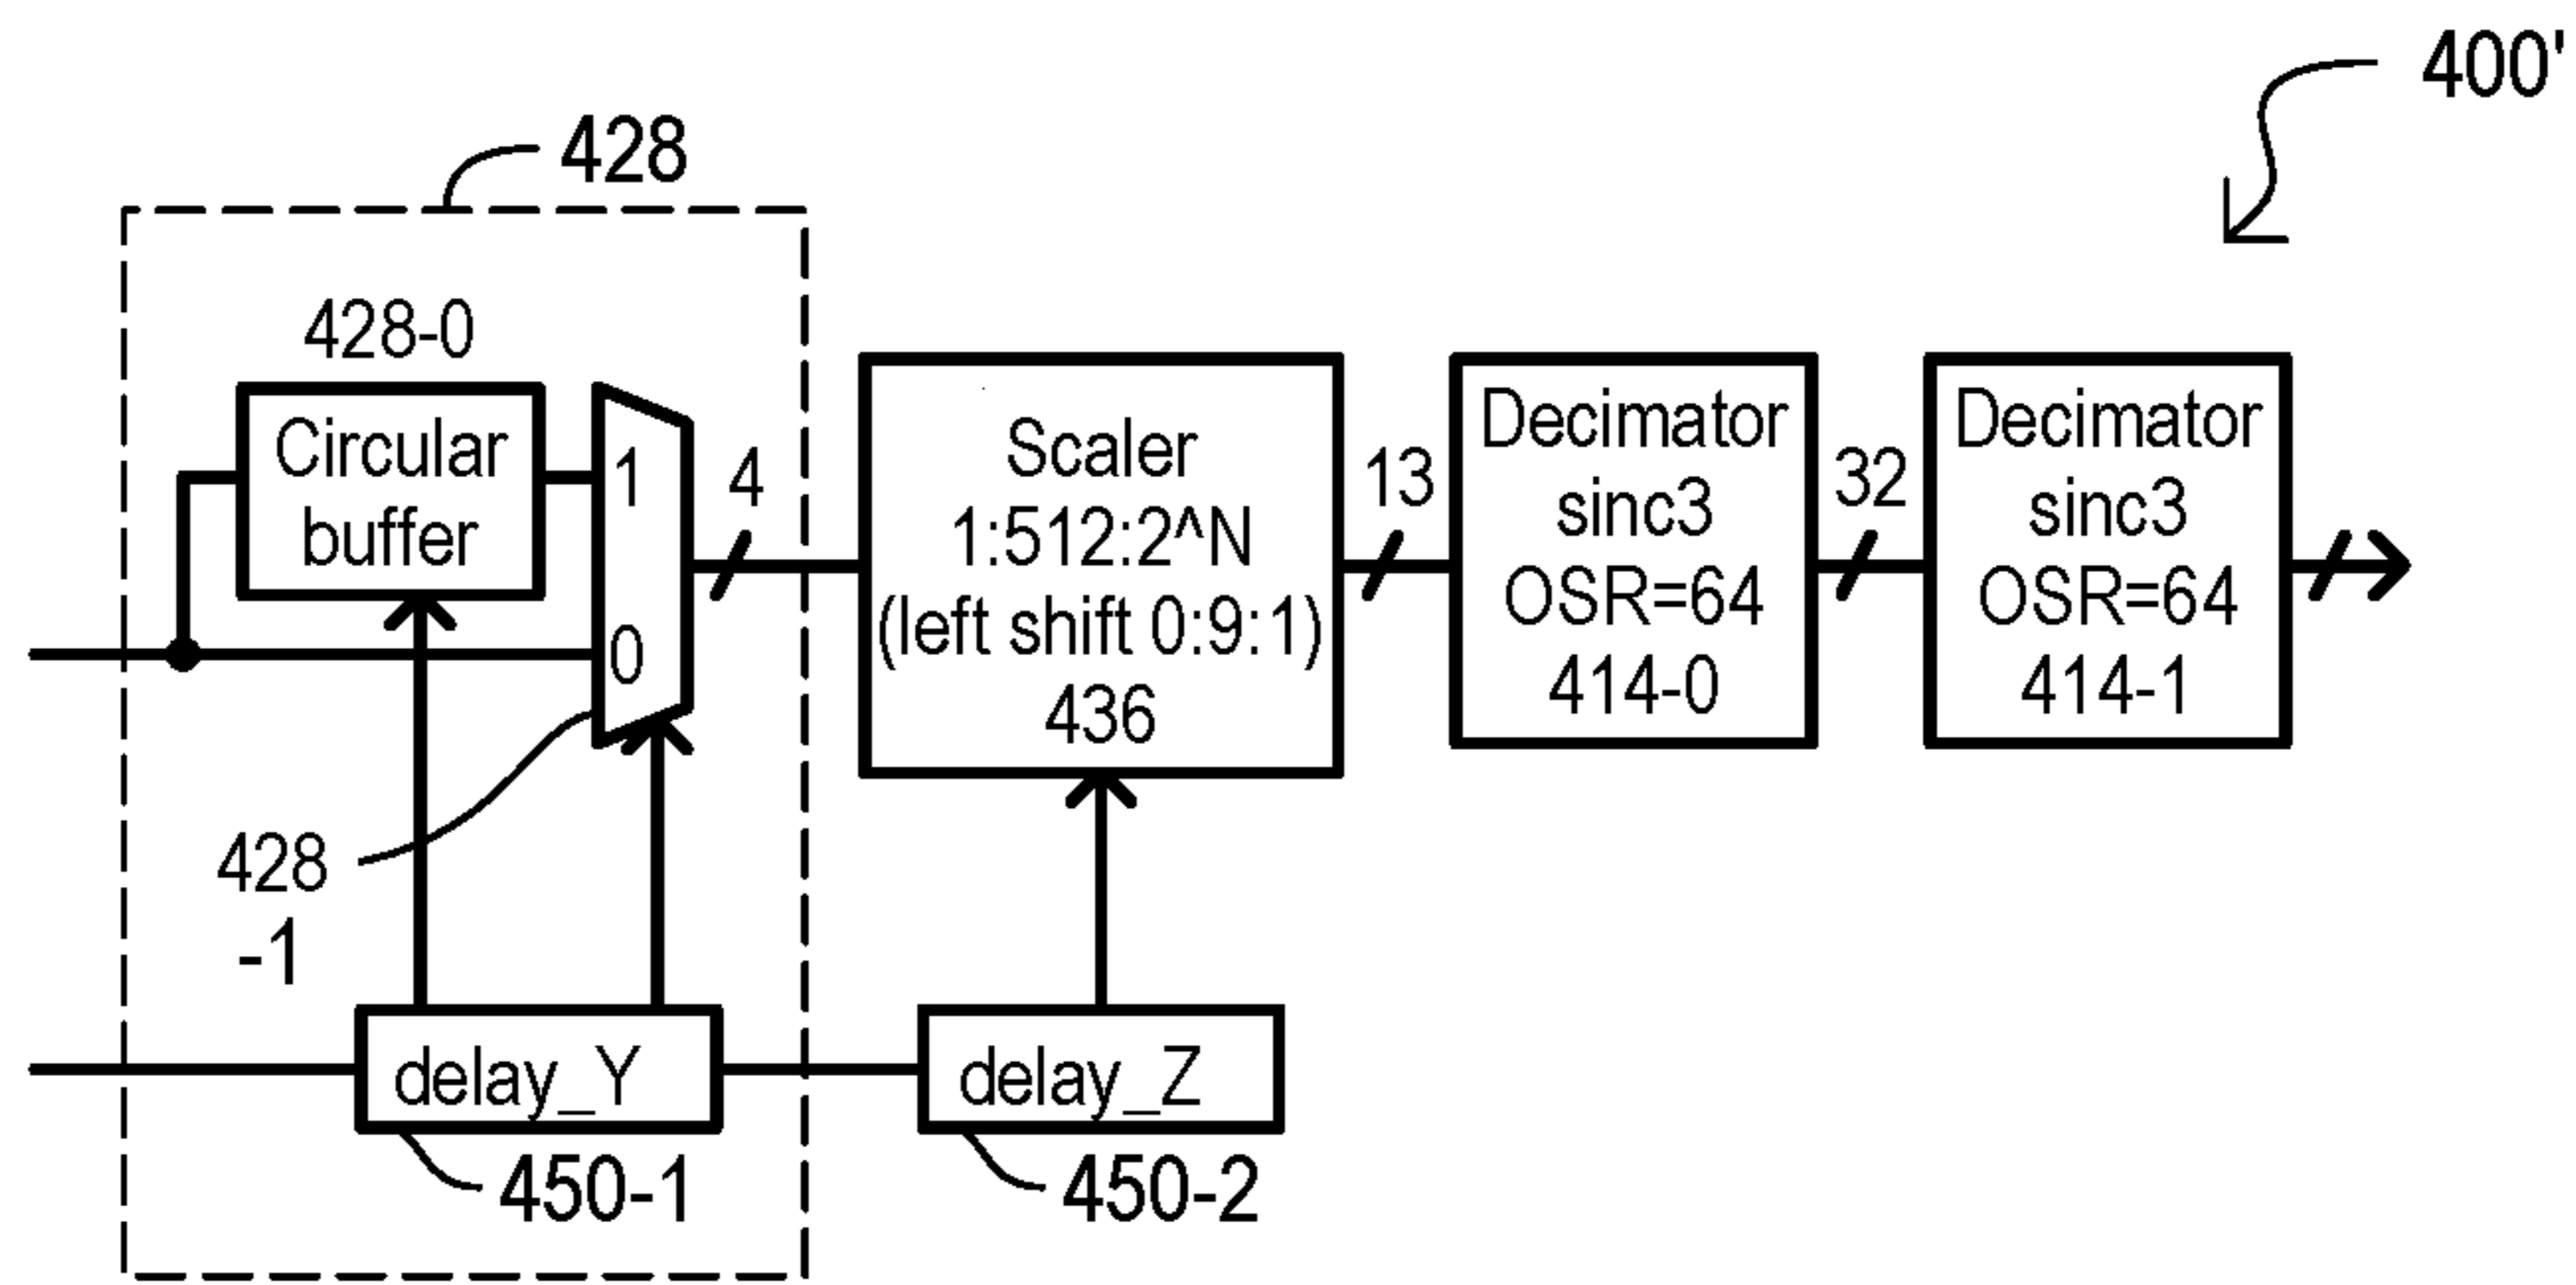 400'
428
428-0
Circular
buffer
1
0
4
Scaler
1:512:2^N
(left shift 0:9:1)
436
13
Decimator
sinc3
OSR=64
414-0
32
Decimator
sinc3
OSR=64
414-1
428
-1
delay_Y
450-1
delay_Z
450-2